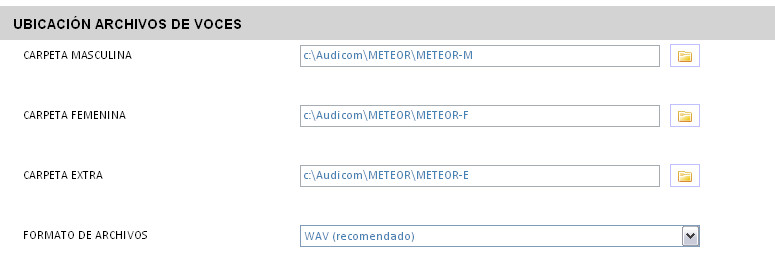 UBICACIÓN ARCHIVOS DE VOCES
CARPETA MASCULINA c:\Audicom\METEOR\METEOR-M
CARPETA FEMENINA c:\Audicom\METEOR\METEOR-F
CARPETA EXTRA c:\Audicom\METEOR\METEOR-E
FORMATO DE ARCHIVOS WAV (recomendado)